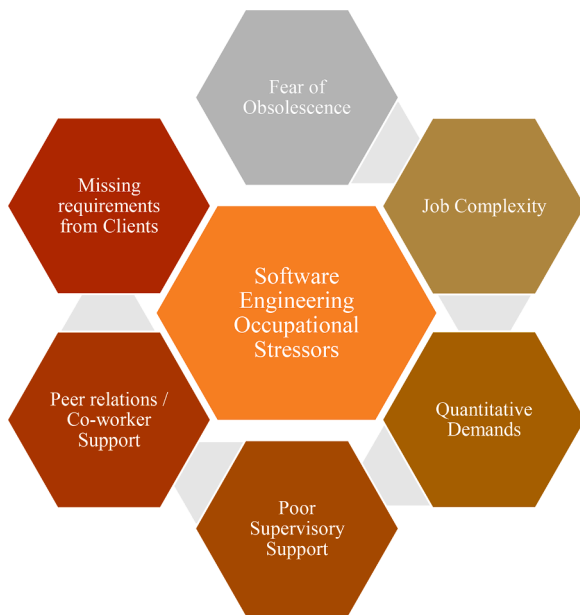 Fear of
Obsolescence
Missing
requirements
from Clients
Job Complexity
Software
Engineering
Occupational
Stressors
Peer relations /
Co-worker
Support
Quantitative
Demands
Poor
Supervisory
Support